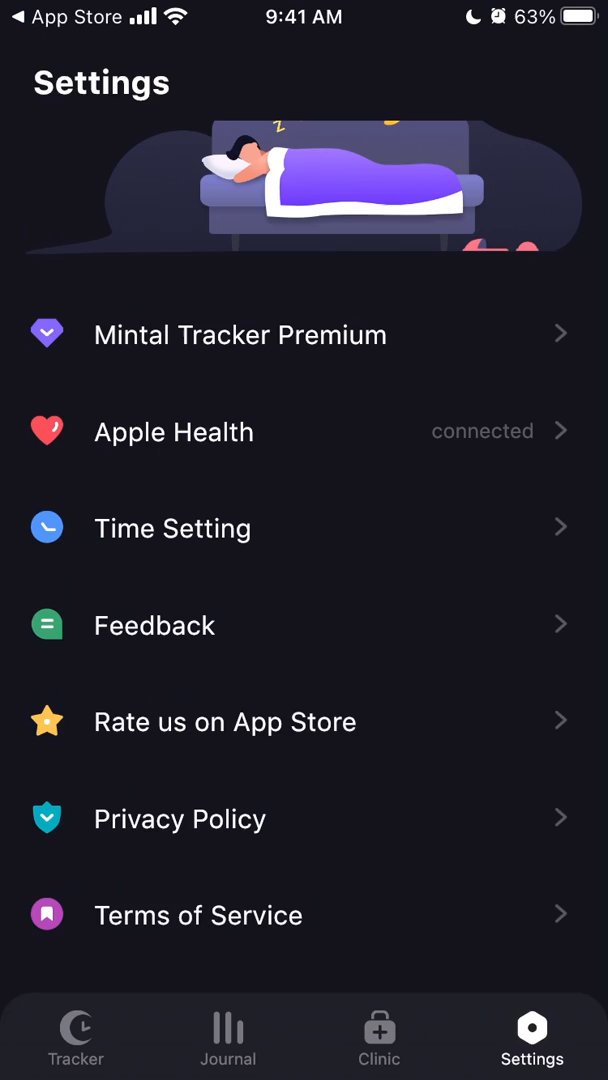 App Store 9:41 AM 63%
Settings
z
Mintal Tracker Premium
Apple Health connected
Time Setting
Feedback
Rate us on App Store
Privacy Policy
Terms of Service
Tracker Journal Clinic Settings